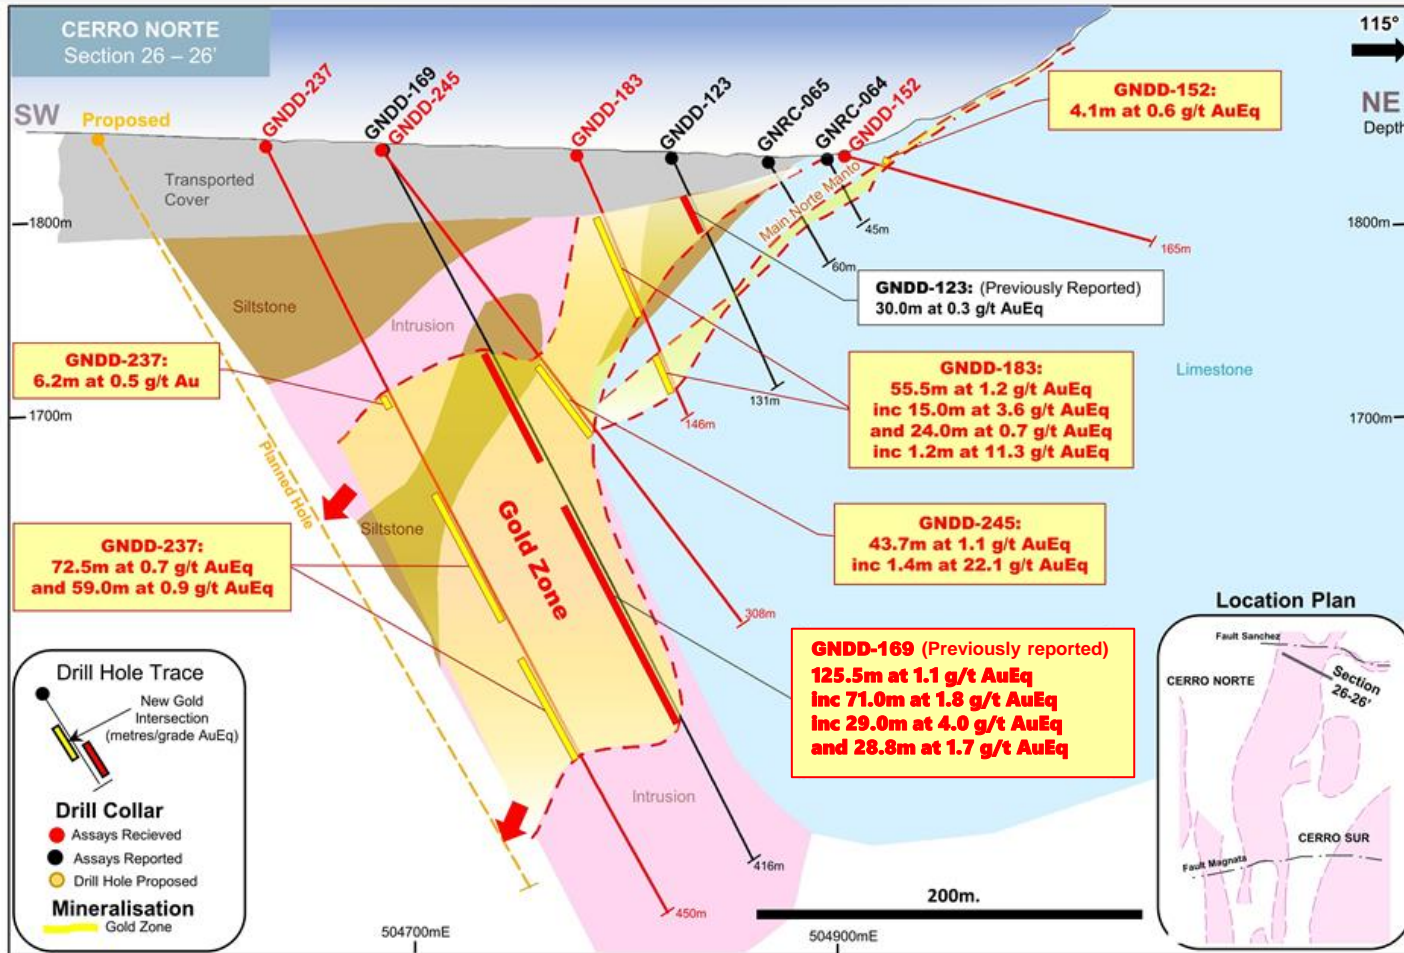 CERRO NORTE
Section 26 – 26'
115°
SW
NE
Depth
Proposed
GNDD-237
GNDD-169
GNDD-245
GNDD-183
GNDD-123
GNRC-065
GNRC-064
GNDD-152
GNDD-152:
4.1m at 0.6 g/t AuEq
Transported
Cover
Main Norte Manto
1800m
1800m
45m
60m
165m
Siltstone
Intrusion
GNDD-123: (Previously Reported)
30.0m at 0.3 g/t AuEq
GNDD-237:
6.2m at 0.5 g/t Au
GNDD-183:
55.5m at 1.2 g/t AuEq
inc 15.0m at 3.6 g/t AuEq
and 24.0m at 0.7 g/t AuEq
inc 1.2m at 11.3 g/t AuEq
Limestone
131m
146m
1700m
1700m
Planned Hole
Siltstone
Gold Zone
GNDD-245:
43.7m at 1.1 g/t AuEq
inc 1.4m at 22.1 g/t AuEq
GNDD-237:
72.5m at 0.7 g/t AuEq
and 59.0m at 0.9 g/t AuEq
308m
GNDD-169 (Previously reported)
125.5m at 1.1 g/t AuEq
inc 71.0m at 1.8 g/t AuEq
inc 29.0m at 4.0 g/t AuEq
and 28.8m at 1.7 g/t AuEq
Intrusion
416m
450m
200m.
504700mE
504900mE
Drill Hole Trace
New Gold
Intersection
(metres/grade AuEq)
Drill Collar
Assays Recieved
Assays Reported
Drill Hole Proposed
Mineralisation
Gold Zone
Location Plan
Fault Sanchez
CERRO NORTE
Section
26-26'
CERRO SUR
Fault Magnata